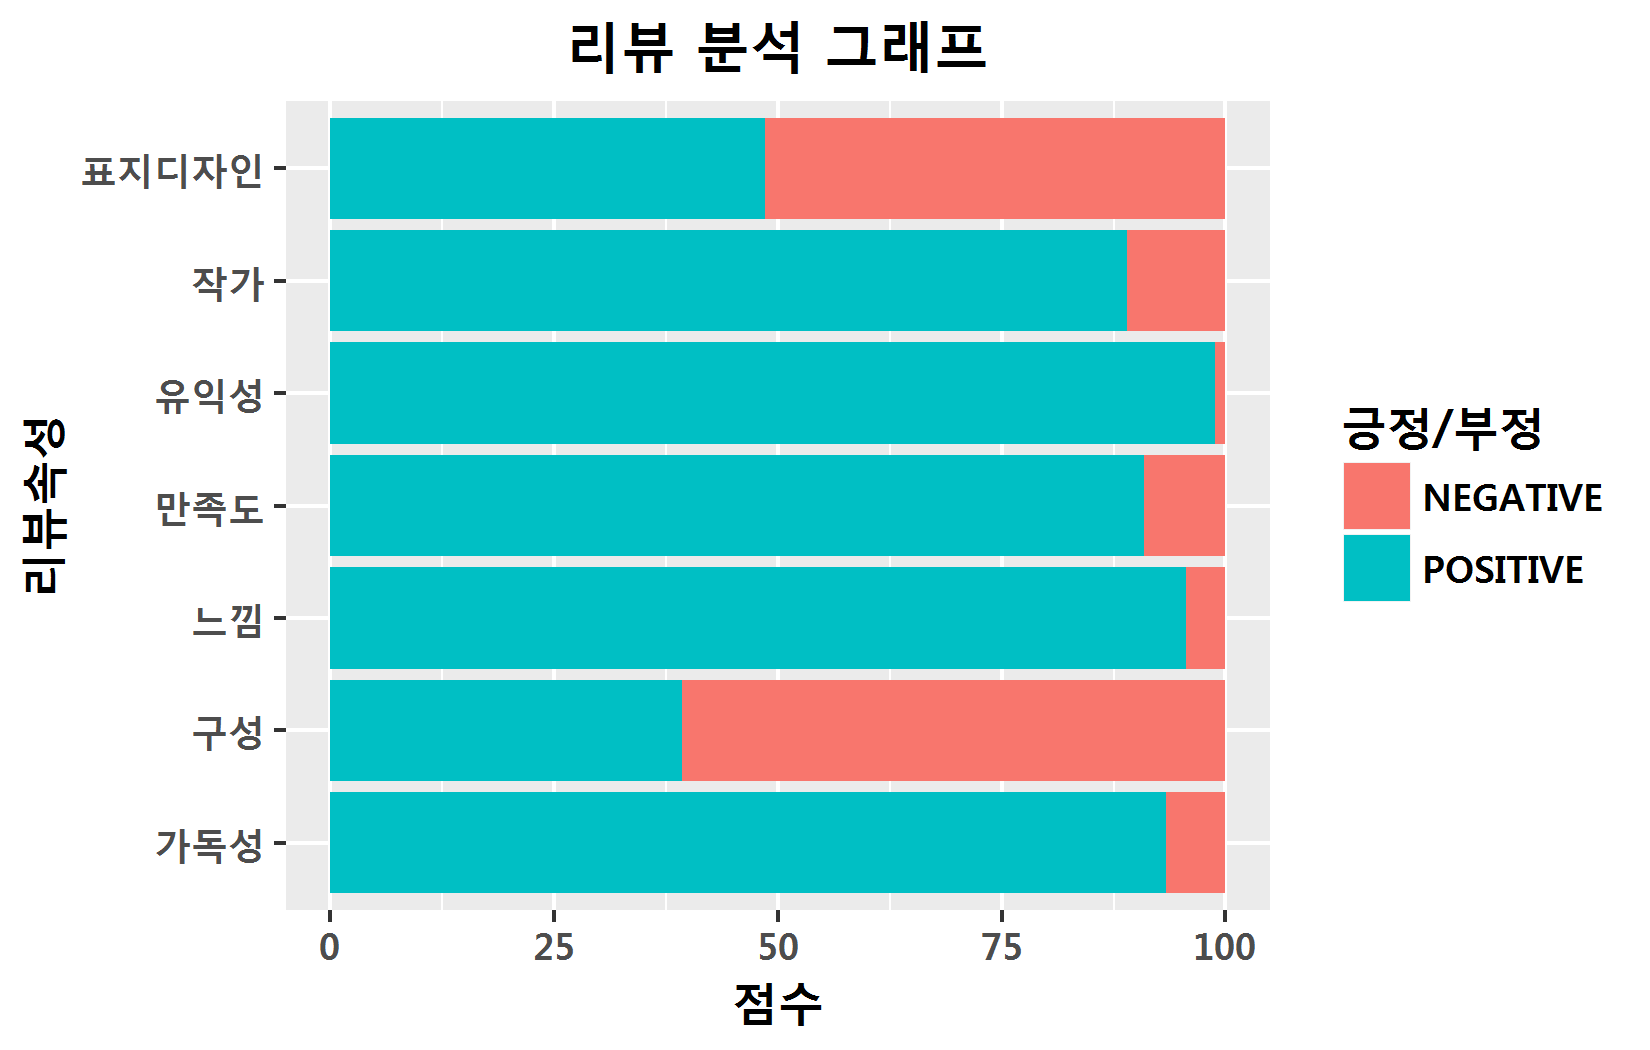 리뷰 분석 그래프
리뷰속성
표지디자인
작가
유익성
만족도
느낌
구성
가독성
0 25 50 75 100
점수
긍정/부정
NEGATIVE
POSITIVE